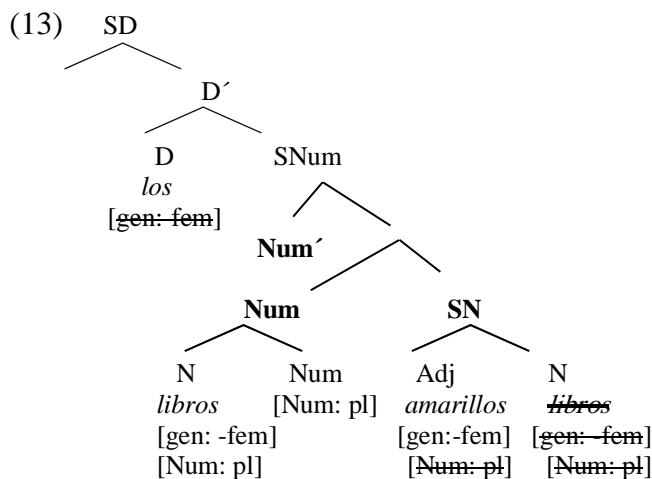 (13) SD
D´
D SNum
los
[gen: fem]
Num´
Num SN
N Num Adj N
libros [Num: pl] amarillos libros
[gen: -fem] [gen:-fem] [gen: -fem]
[Num: pl] [Num: pl] [Num: pl]